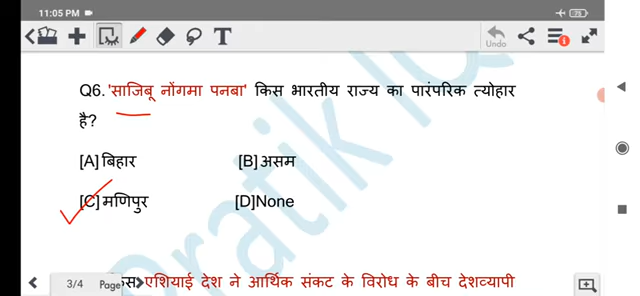 11:05 PM
75
T
Undo
Q6. 'साजिबू नोंगमा पनबा' किस भारतीय राज्य का पारंपरिक त्योहार
है?
[A] बिहार [B] असम
[C] मणिपुर [D]None
एशियाई देश ने आर्थिक संकट के विरोध के बीच देशव्यापी
3/4 Page